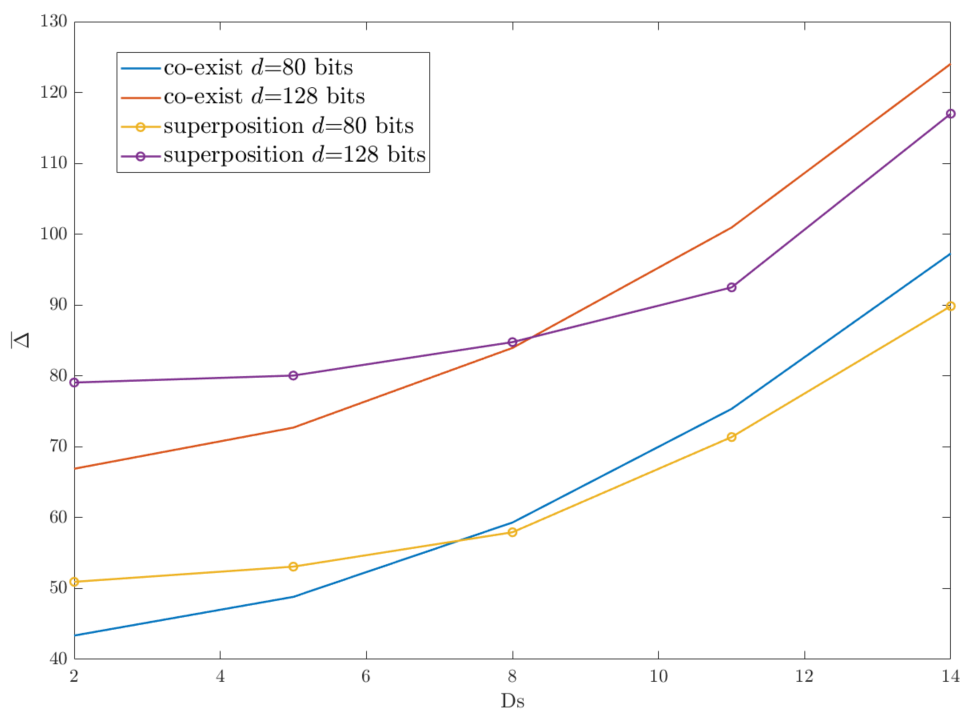 130
120
110
100
90
80
70
60
50
40
co-exist d=80 bits
co-exist d=128 bits
superposition d=80 bits
superposition d=128 bits
Δ̅
2 4 6 8 10 12 14
Ds